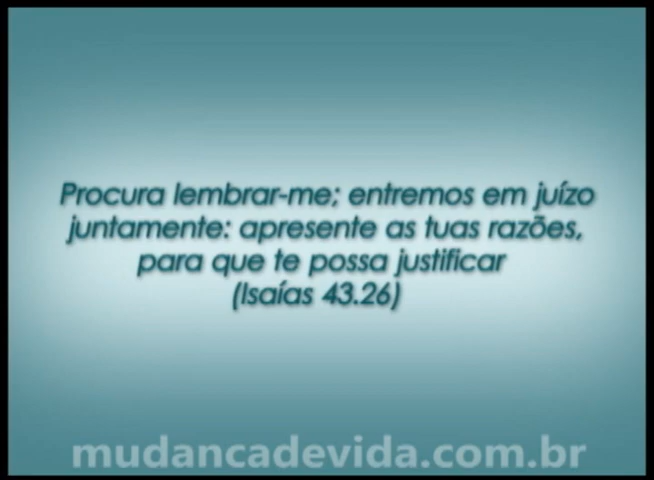 Procura lembrar-me; entremos em juízo
juntamente: apresente as tuas razões,
para que te possa justificar
(Isaías 43.26)
mudancadevida.com.br